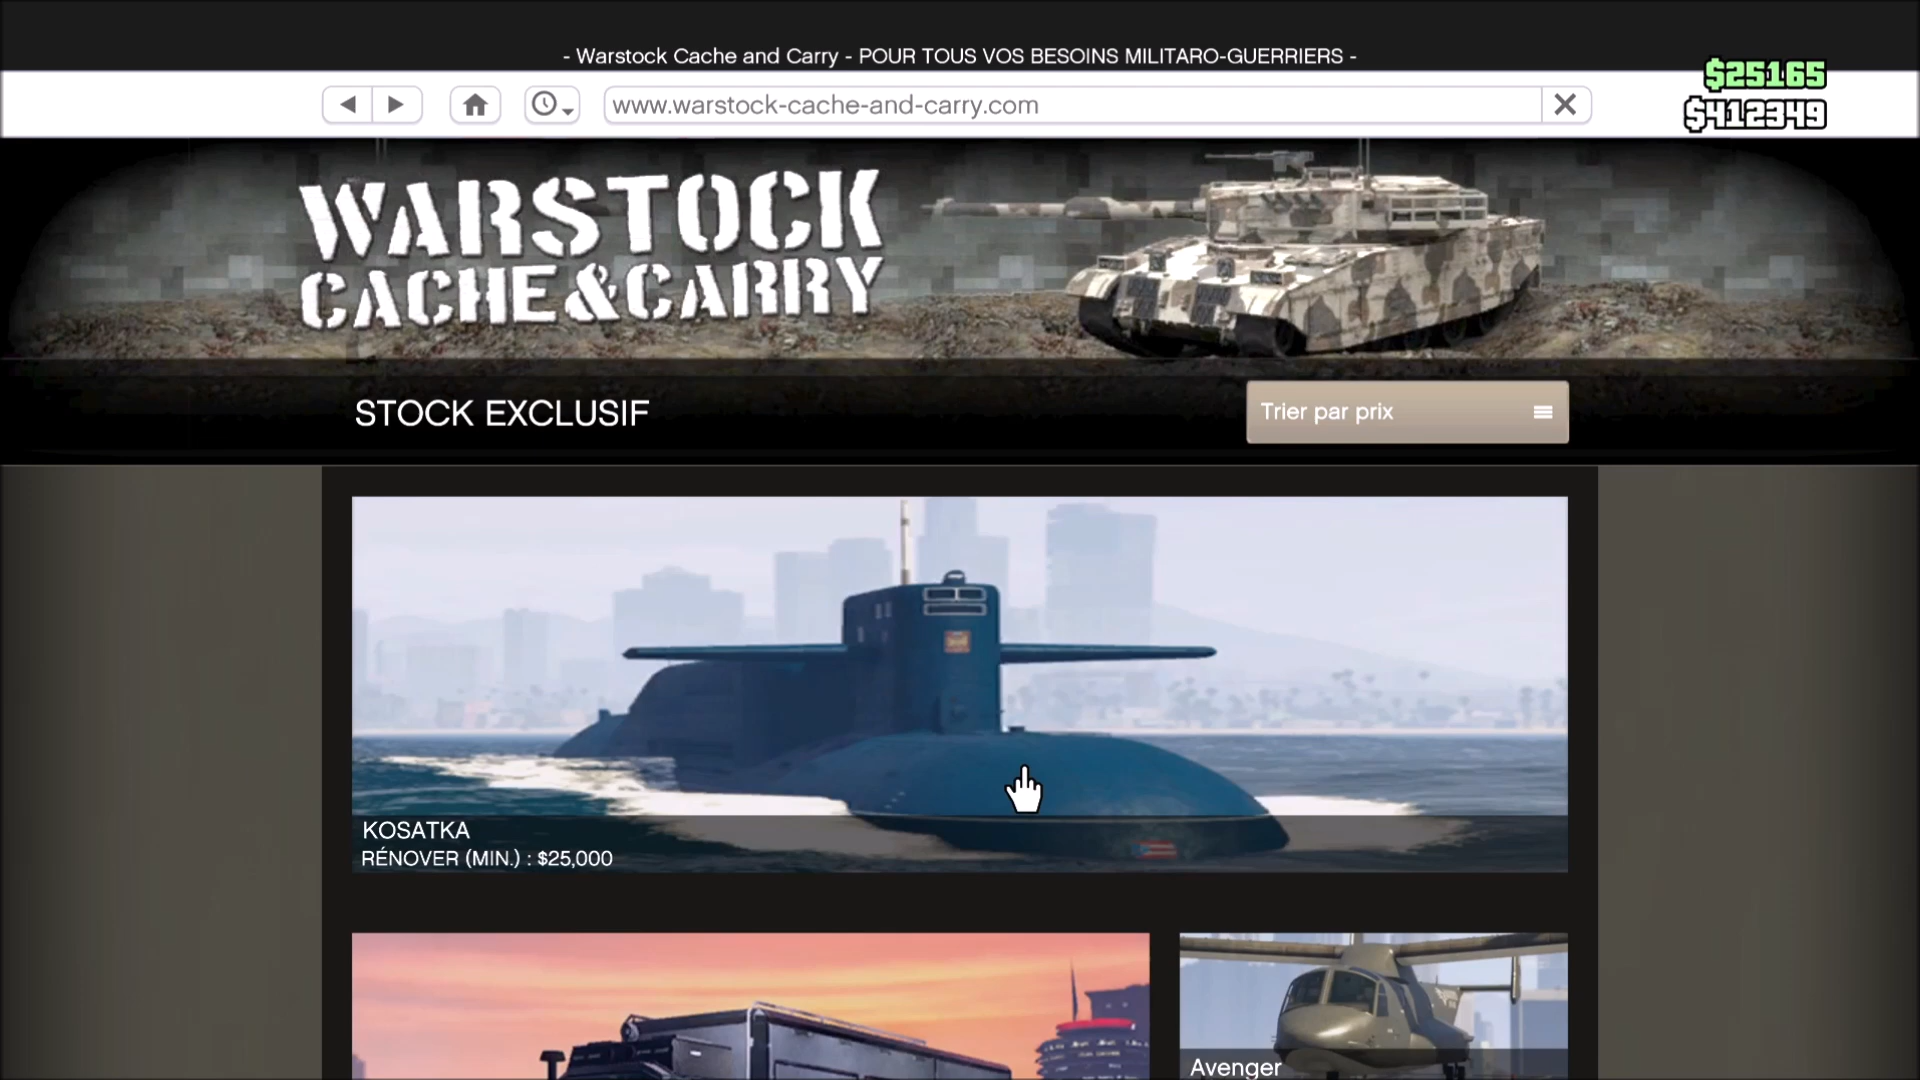 - Warstock Cache and Carry - POUR TOUS VOS BESOINS MILITARO-GUERRIERS -
$25165
www.warstock-cache-and-carry.com
$412349
WARSTOCK
CACHE&CARRY
STOCK EXCLUSIF
Trier par prix
KOSATKA
RÉNOVER (MIN.) : $25,000
Avenger